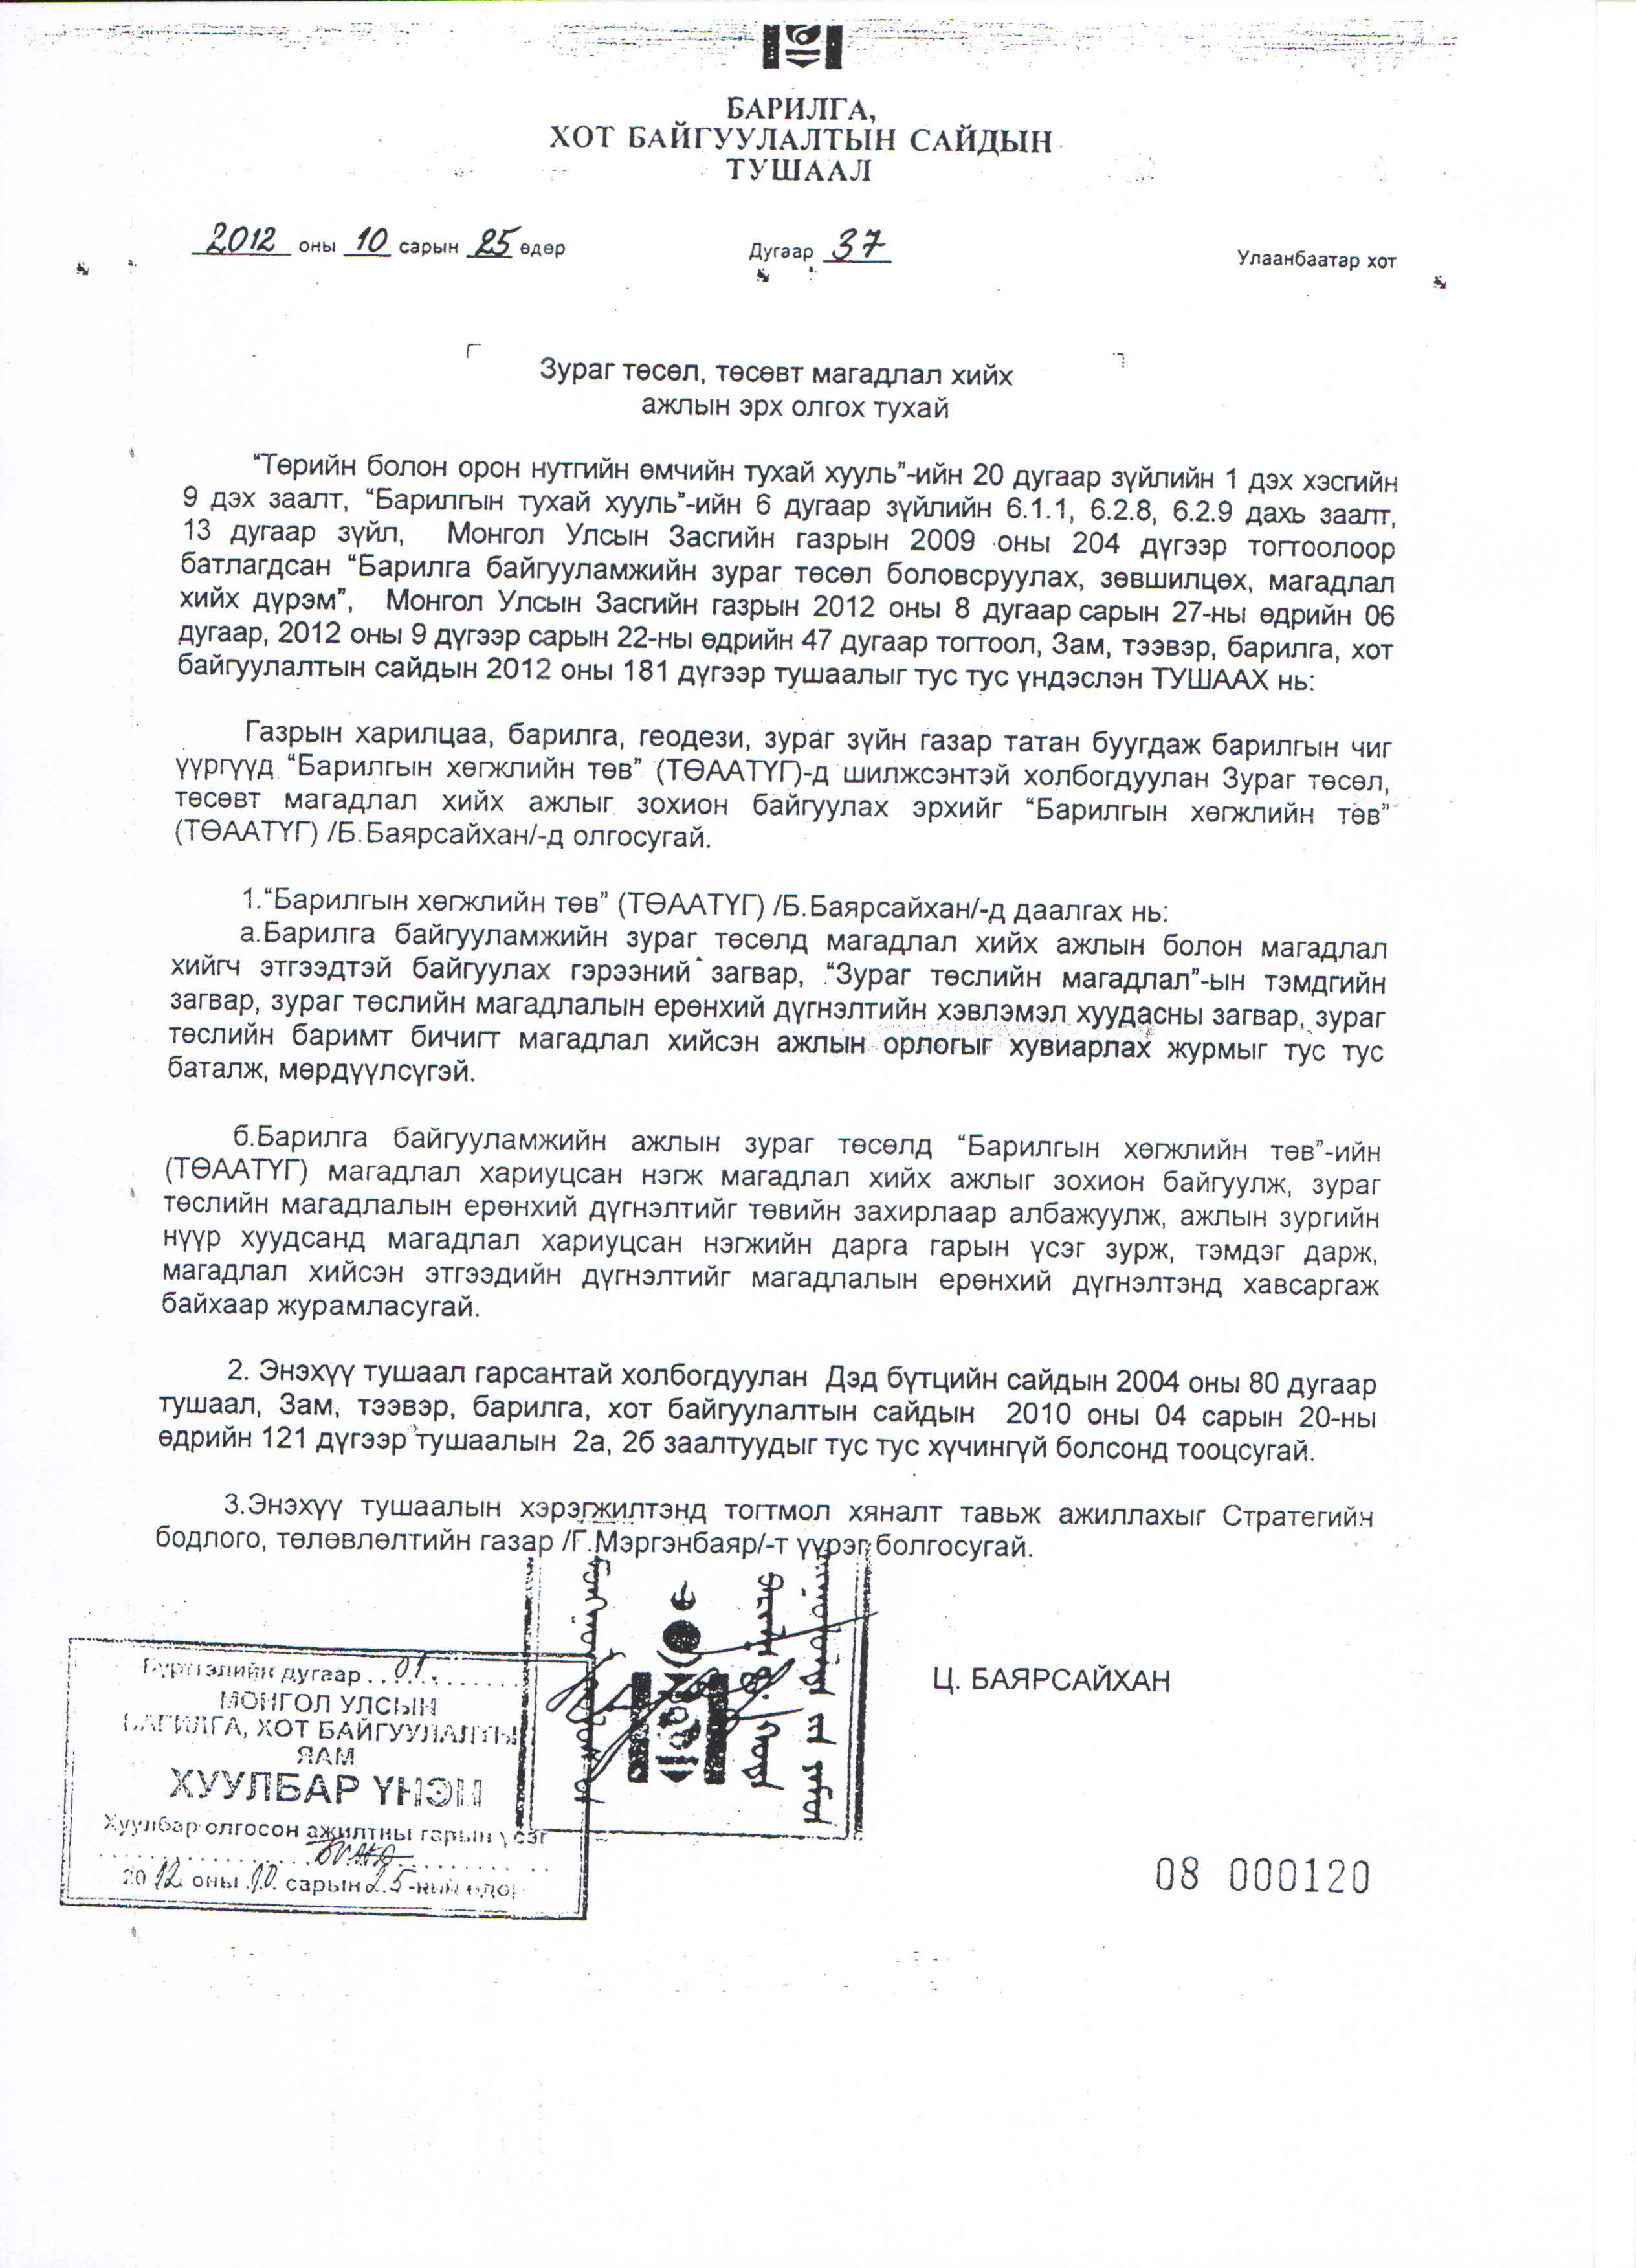 БАРИЛГА,
ХОТ БАЙГУУЛАЛТЫН САЙДЫН
ТУШААЛ
2012 оны 10 сарын 25 өдөр Дугаар 37 Улаанбаатар хот
Зураг төсөл, төсөвт магадлал хийх
ажлын эрх олгох тухай
“Төрийн болон орон нутгийн өмчийн тухай хууль”-ийн 20 дугаар зүйлийн 1 дэх хэсгийн
9 дэх заалт, “Барилгын тухай хууль”-ийн 6 дугаар зүйлийн 6.1.1, 6.2.8, 6.2.9 дахь заалт,
13 дугаар зүйл, Монгол Улсын Засгийн газрын 2009 оны 204 дүгээр тогтоолоор
батлагдсан “Барилга байгууламжийн зураг төсөл боловсруулах, зөвшилцөх, магадлал
хийх дүрэм”, Монгол Улсын Засгийн газрын 2012 оны 8 дугаар сарын 27-ны өдрийн 06
дугаар, 2012 оны 9 дүгээр сарын 22-ны өдрийн 47 дугаар тогтоол, Зам, тээвэр, барилга, хот
байгуулалтын сайдын 2012 оны 181 дүгээр тушаалыг тус тус үндэслэн ТУШААХ нь:
Газрын харилцаа, барилга, геодези, зураг зүйн газар татан буугдаж барилгын чиг
үүргүүд “Барилгын хөгжлийн төв” (ТӨААТҮГ)-д шилжсэнтэй холбогдуулан Зураг төсөл,
төсөвт магадлал хийх ажлыг зохион байгуулах эрхийг “Барилгын хөгжлийн төв”
(ТӨААТҮГ) /Б.Баярсайхан/-д олгосугай.
1.“Барилгын хөгжлийн төв” (ТӨААТҮГ) /Б.Баярсайхан/-д даалгах нь:
а.Барилга байгууламжийн зураг төсөлд магадлал хийх ажлын болон магадлал
хийгч этгээдтэй байгуулах гэрээний загвар, “Зураг төслийн магадлал”-ын тэмдгийн
загвар, зураг төслийн магадлалын ерөнхий дүгнэлтийн хэвлэмэл хуудасны загвар, зураг
төслийн баримт бичигт магадлал хийсэн ажлын орлогыг хувиарлах журмыг тус тус
баталж, мөрдүүлсүгэй.
б.Барилга байгууламжийн ажлын зураг төсөлд “Барилгын хөгжлийн төв”-ийн
(ТӨААТҮГ) магадлал хариуцсан нэгж магадлал хийх ажлыг зохион байгуулж, зураг
төслийн магадлалын ерөнхий дүгнэлтийг төвийн захирлаар албажуулж, ажлын зургийн
нүүр хуудсанд магадлал хариуцсан нэгжийн дарга гарын үсэг зурж, тэмдэг дарж,
магадлал хийсэн этгээдийн дүгнэлтийг магадлалын ерөнхий дүгнэлтэнд хавсаргаж
байхаар журамласугай.
2. Энэхүү тушаал гарсантай холбогдуулан Дэд бүтцийн сайдын 2004 оны 80 дугаар
тушаал, Зам, тээвэр, барилга, хот байгуулалтын сайдын 2010 оны 04 сарын 20-ны
өдрийн 121 дүгээр тушаалын 2а, 2б заалтуудыг тус тус хүчингүй болсонд тооцсугай.
3.Энэхүү тушаалын хэрэгжилтэнд тогтмол хяналт тавьж ажиллахыг Стратегийн
бодлого, төлөвлөлтийн газар /Г.Мэргэнбаяр/-т үүрэг болгосугай.
Ц. БАЯРСАЙХАН
Бүртгэлийн дугаар ...01.......
МОНГОЛ УЛСЫН
БАРИЛГА, ХОТ БАЙГУУЛАЛТЫН
ЯАМ
ХУУЛБАР ҮНЭН
Хуулбар олгосон ажилтны гарын үсэг
2012 оны 10 сарын 25-ний өдөр
08 000120